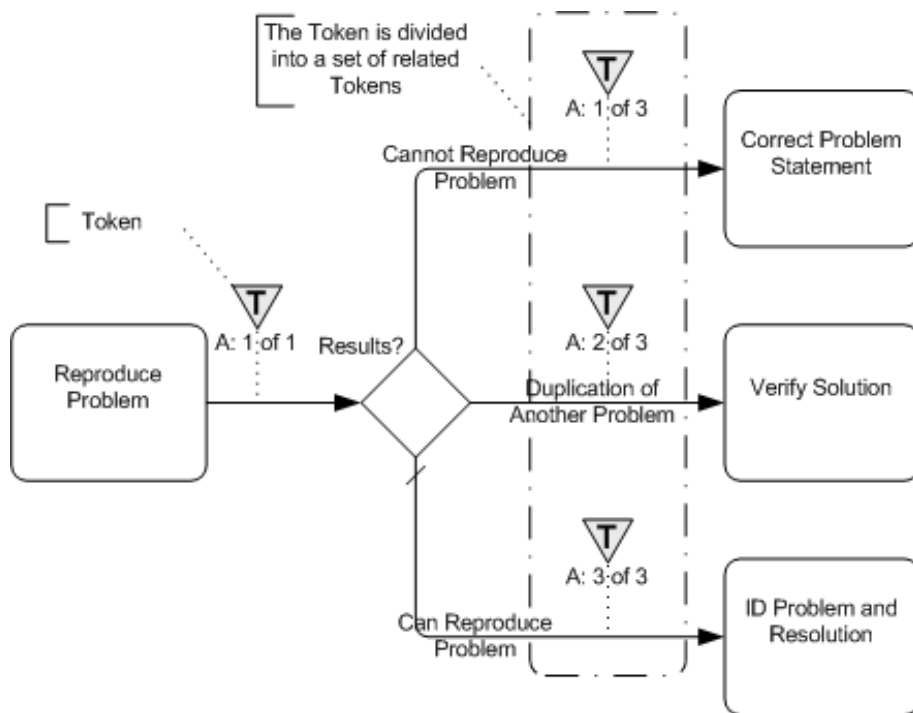 The Token is divided
into a set of related
Tokens
T
A: 1 of 3
Cannot Reproduce
Problem
Correct Problem
Statement
Token
T
A: 1 of 1
Reproduce
Problem
Results?
T
A: 2 of 3
Duplication of
Another Problem
Verify Solution
T
A: 3 of 3
Can Reproduce
Problem
ID Problem and
Resolution